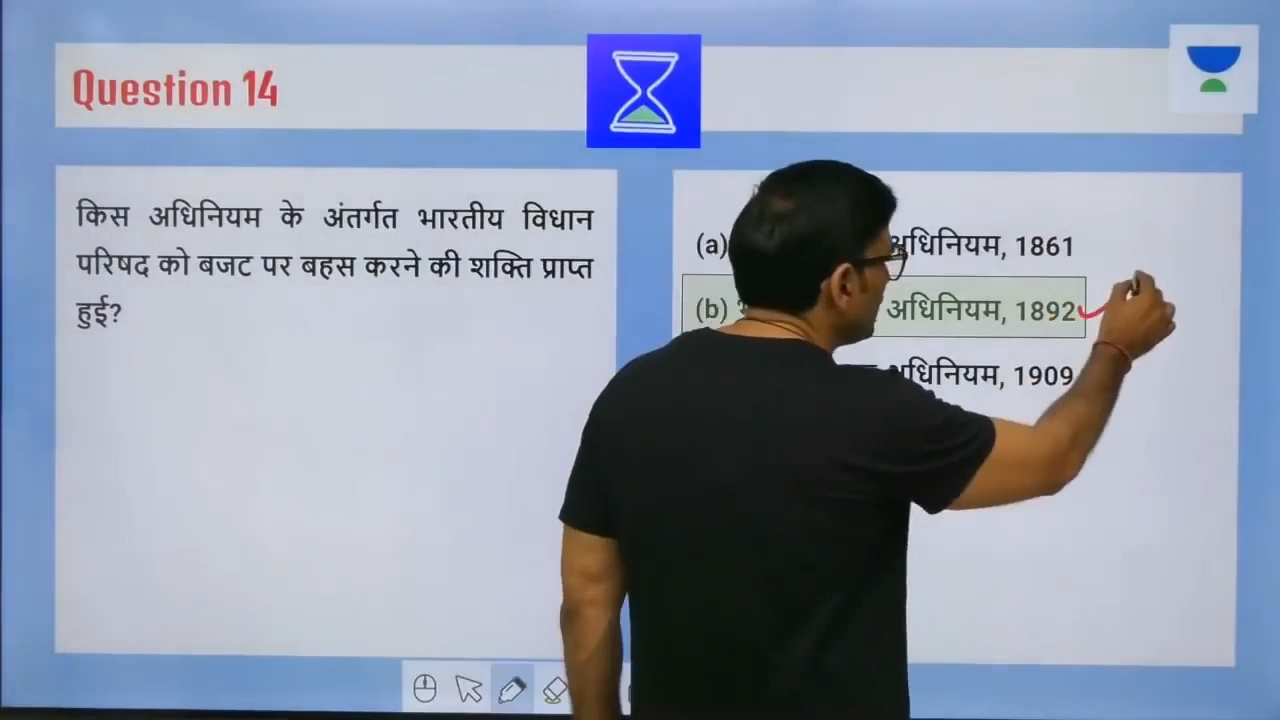 Question 14
किस अधिनियम के अंतर्गत भारतीय विधान
परिषद को बजट पर बहस करने की शक्ति प्राप्त
हुई?
(a) अधिनियम, 1861
(b) अधिनियम, 1892
अधिनियम, 1909